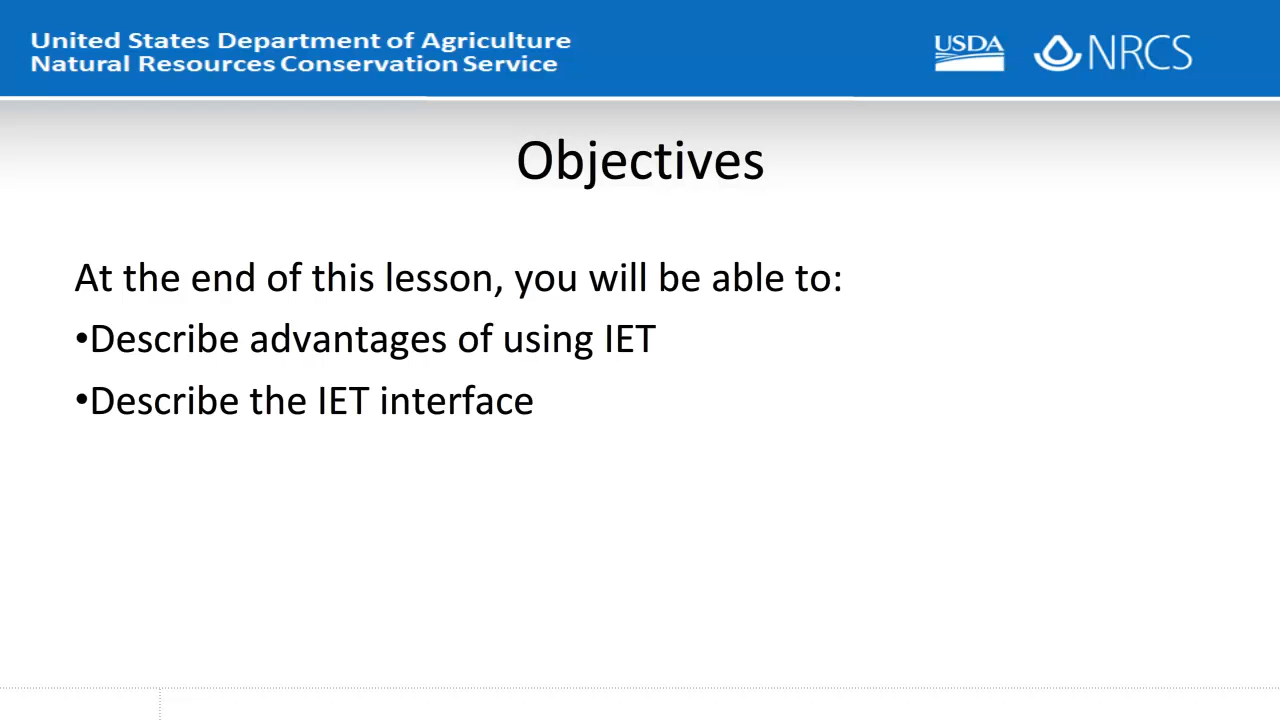 United States Department of Agriculture
Natural Resources Conservation Service
USDA
NRCS
Objectives
At the end of this lesson, you will be able to:
•Describe advantages of using IET
•Describe the IET interface